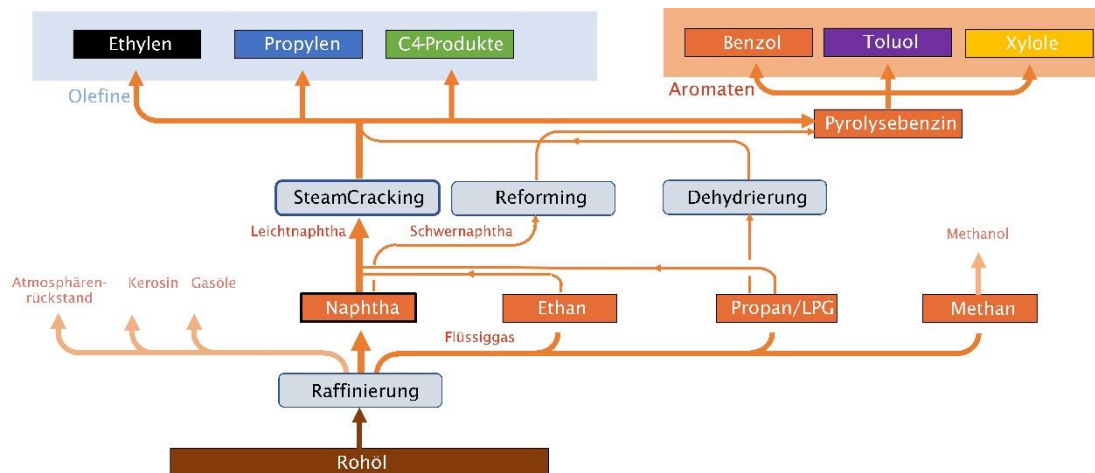 Ethylen
Propylen
C4-Produkte
Olefine
Benzol
Toluol
Xylole
Aromaten
Pyrolysebenzin
SteamCracking
Reforming
Dehydrierung
Leichtnaphtha
Schwernaphtha
Methanol
Atmosphären-
rückstand
Kerosin
Gasöle
Naphtha
Ethan
Propan/LPG
Methan
Flüssiggas
Raffinierung
Rohöl